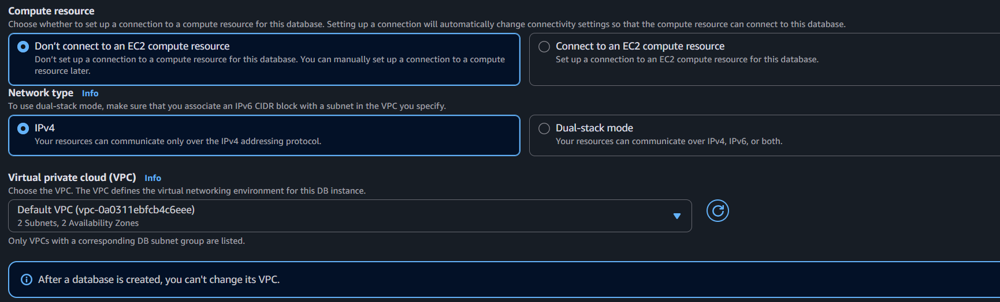 Compute resource
Choose whether to set up a connection to a compute resource for this database. Setting up a connection will automatically change connectivity settings so that the compute resource can connect to this database.
Don’t connect to an EC2 compute resource
Don’t set up a connection to a compute resource for this database. You can manually set up a connection to a compute
resource later.
Connect to an EC2 compute resource
Set up a connection to an EC2 compute resource for this database.
Network type Info
To use dual-stack mode, make sure that you associate an IPv6 CIDR block with a subnet in the VPC you specify.
IPv4
Your resources can communicate only over the IPv4 addressing protocol.
Dual-stack mode
Your resources can communicate over IPv4, IPv6, or both.
Virtual private cloud (VPC) Info
Choose the VPC. The VPC defines the virtual networking environment for this DB instance.
Default VPC (vpc-0a0311ebfcb4c6eee)
2 Subnets, 2 Availability Zones
Only VPCs with a corresponding DB subnet group are listed.
After a database is created, you can't change its VPC.